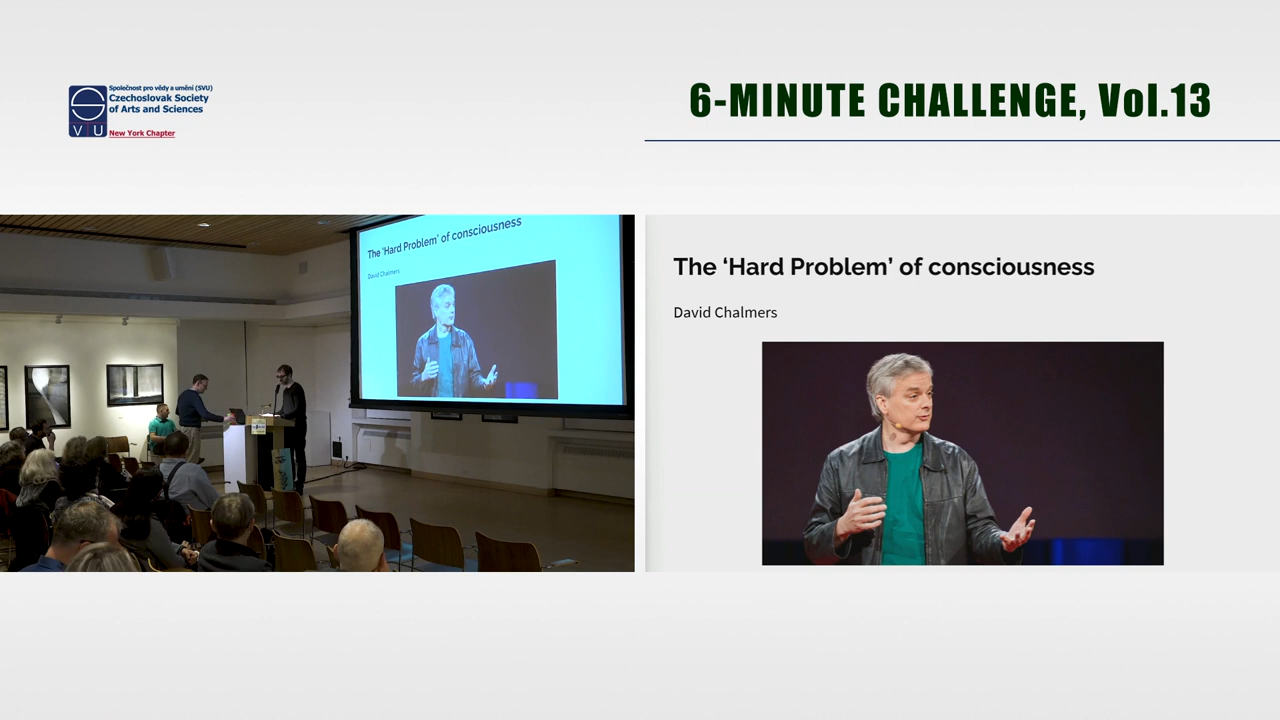 Společnost pro vědy a umění (SVU)
Czechoslovak Society
of Arts and Sciences
V U
New York Chapter
6-MINUTE CHALLENGE, Vol.13
The ‘Hard Problem’ of consciousness
David Chalmers
The ‘Hard Problem’ of consciousness
David Chalmers